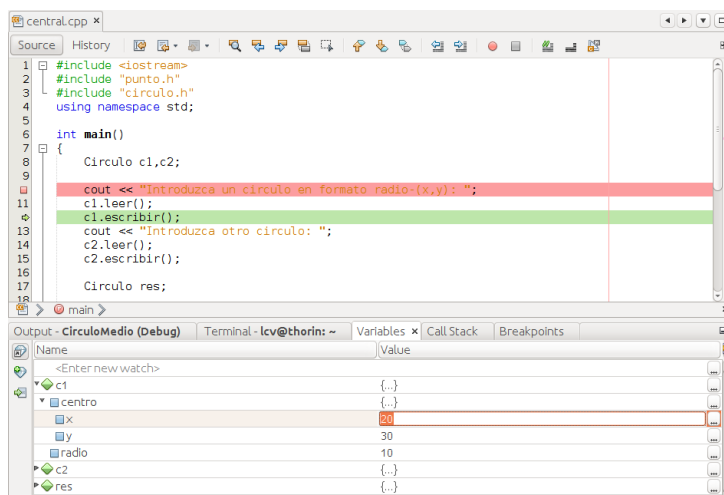 central.cpp ×
Source History
1 #include <iostream>
2 #include "punto.h"
3 #include "circulo.h"
4 using namespace std;
5
6 int main()
7 {
8 Circulo c1,c2;
9
cout << "Introduzca un circulo en formato radio-(x,y): ";
11 c1.leer();
c1.escribir();
13 cout << "Introduzca otro circulo: ";
14 c2.leer();
15 c2.escribir();
16
17 Circulo res;
18
main
Output - CirculoMedio (Debug) Terminal - lcv@thorin: ~ Variables × Call Stack Breakpoints
Name Value
<Enter new watch> ...
c1 {...} ...
centro {...} ...
x 20 ...
y 30 ...
radio 10 ...
c2 {...} ...
res {...} ...